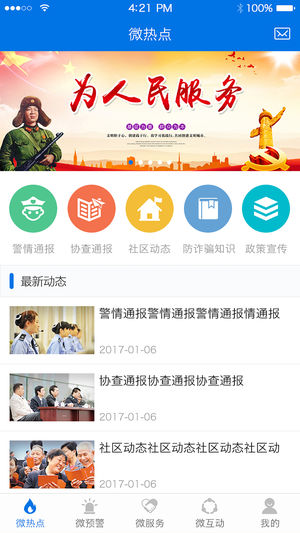 4:21 PM
100%
微热点
为人民服务
警情通报
协查通报
社区动态
防诈骗知识
政策宣传
最新动态
警情通报警情通报警情通报情通报
2017-01-06
协查通报协查通报协查通报
2017-01-06
社区动态社区动态社区动态社区动
2017-01-06
微热点
微预警
微服务
微互动
我的